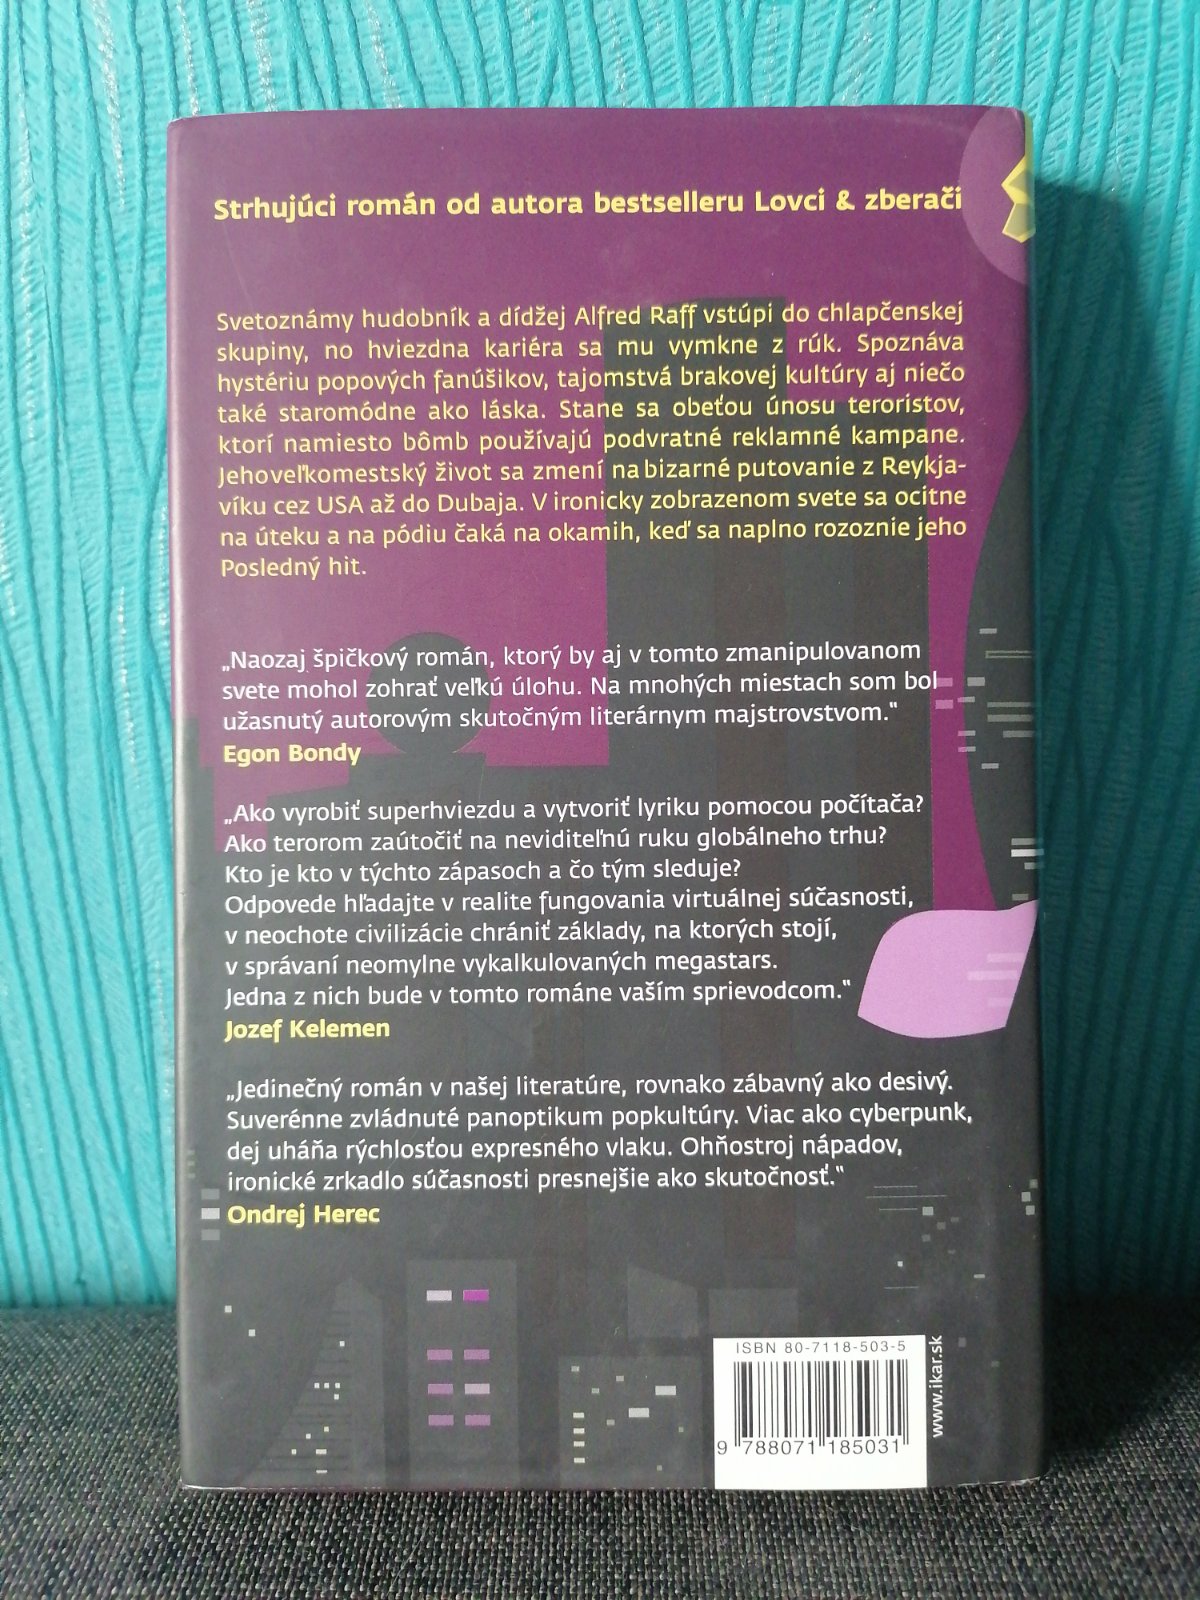 Strhujúci román od autora bestselleru Lovci & zberači
Svetoznámy hudobník a dídžej Alfred Raff vstúpi do chlapčenskej
skupiny, no hviezdna kariéra sa mu vymkne z rúk. Spoznáva
hystériu popových fanúšikov, tajomstvá brakovej kultúry aj niečo
také staromódne ako láska. Stane sa obeťou únosu teroristov,
ktorí namiesto bômb používajú podvratné reklamné kampane.
Jeho veľkomestský život sa zmení na bizarné putovanie z Reykja-
víku cez USA až do Dubaja. V ironicky zobrazenom svete sa ocitne
na úteku a na pódiu čaká na okamih, keď sa naplno rozoznie jeho
Posledný hit.
„Naozaj špičkový román, ktorý by aj v tomto zmanipulovanom
svete mohol zohrať veľkú úlohu. Na mnohých miestach som bol
užasnutý autorovým skutočným literárnym majstrovstvom."
Egon Bondy
„Ako vyrobiť superhviezdu a vytvoriť lyriku pomocou počítača?
Ako terorom zaútočiť na neviditeľnú ruku globálneho trhu?
Kto je kto v týchto zápasoch a čo tým sleduje?
Odpovede hľadajte v realite fungovania virtuálnej súčasnosti,
v neochote civilizácie chrániť základy, na ktorých stojí,
v správaní neomylne vykalkulovaných megastars.
Jedna z nich bude v tomto románe vaším sprievodcom."
Jozef Kelemen
„Jedinečný román v našej literatúre, rovnako zábavný ako desivý.
Suverénne zvládnuté panoptikum popkultúry. Viac ako cyberpunk,
dej uháňa rýchlosťou expresného vlaku. Ohňostroj nápadov,
ironické zrkadlo súčasnosti presnejšie ako skutočnosť."
Ondrej Herec
ISBN 80-7118-503-5
9 788071 185031
www.ikar.sk